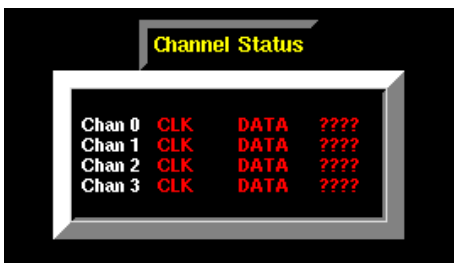 Channel Status
Chan 0 CLK DATA ????
Chan 1 CLK DATA ????
Chan 2 CLK DATA ????
Chan 3 CLK DATA ????